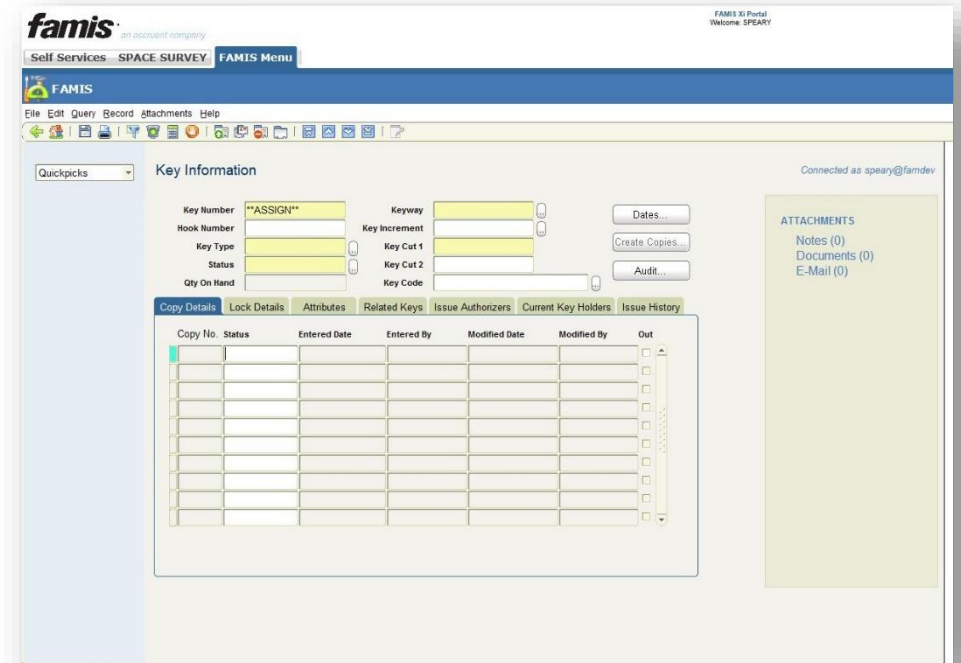 famis
an accruent company
FAMIS Xi Portal
Welcome: SPEARY
Self Services SPACE SURVEY FAMIS Menu
FAMIS
File Edit Query Record Attachments Help
Quickpicks
Key Information
Connected as speary@famdev
Key Number **ASSIGN** Keyway Dates...
Hook Number Key Increment
Key Type Key Cut 1 Create Copies...
Status Key Cut 2 Audit...
Qty On Hand Key Code
ATTACHMENTS
Notes (0)
Documents (0)
E-Mail (0)
Copy Details Lock Details Attributes Related Keys Issue Authorizers Current Key Holders Issue History
Copy No. Status Entered Date Entered By Modified Date Modified By Out